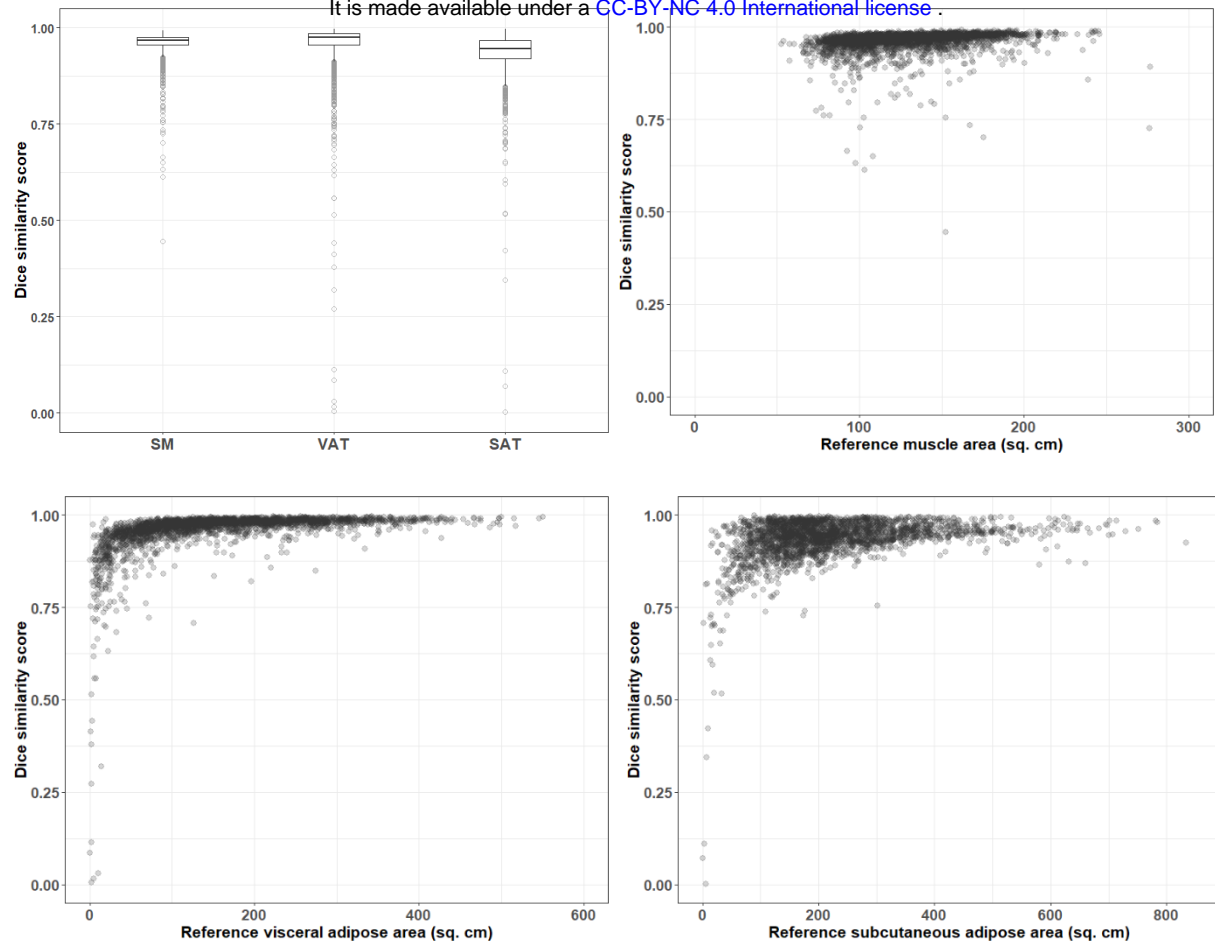 It is made available under a CC-BY-NC 4.0 International license .
1.00
0.75
0.50
0.25
0.00
Dice similarity score
SM VAT SAT
1.00
0.75
0.50
0.25
0.00
Dice similarity score
0 100 200 300
Reference muscle area (sq. cm)
1.00
0.75
0.50
0.25
0.00
Dice similarity score
0 200 400 600
Reference visceral adipose area (sq. cm)
1.00
0.75
0.50
0.25
0.00
Dice similarity score
0 200 400 600 800
Reference subcutaneous adipose area (sq. cm)